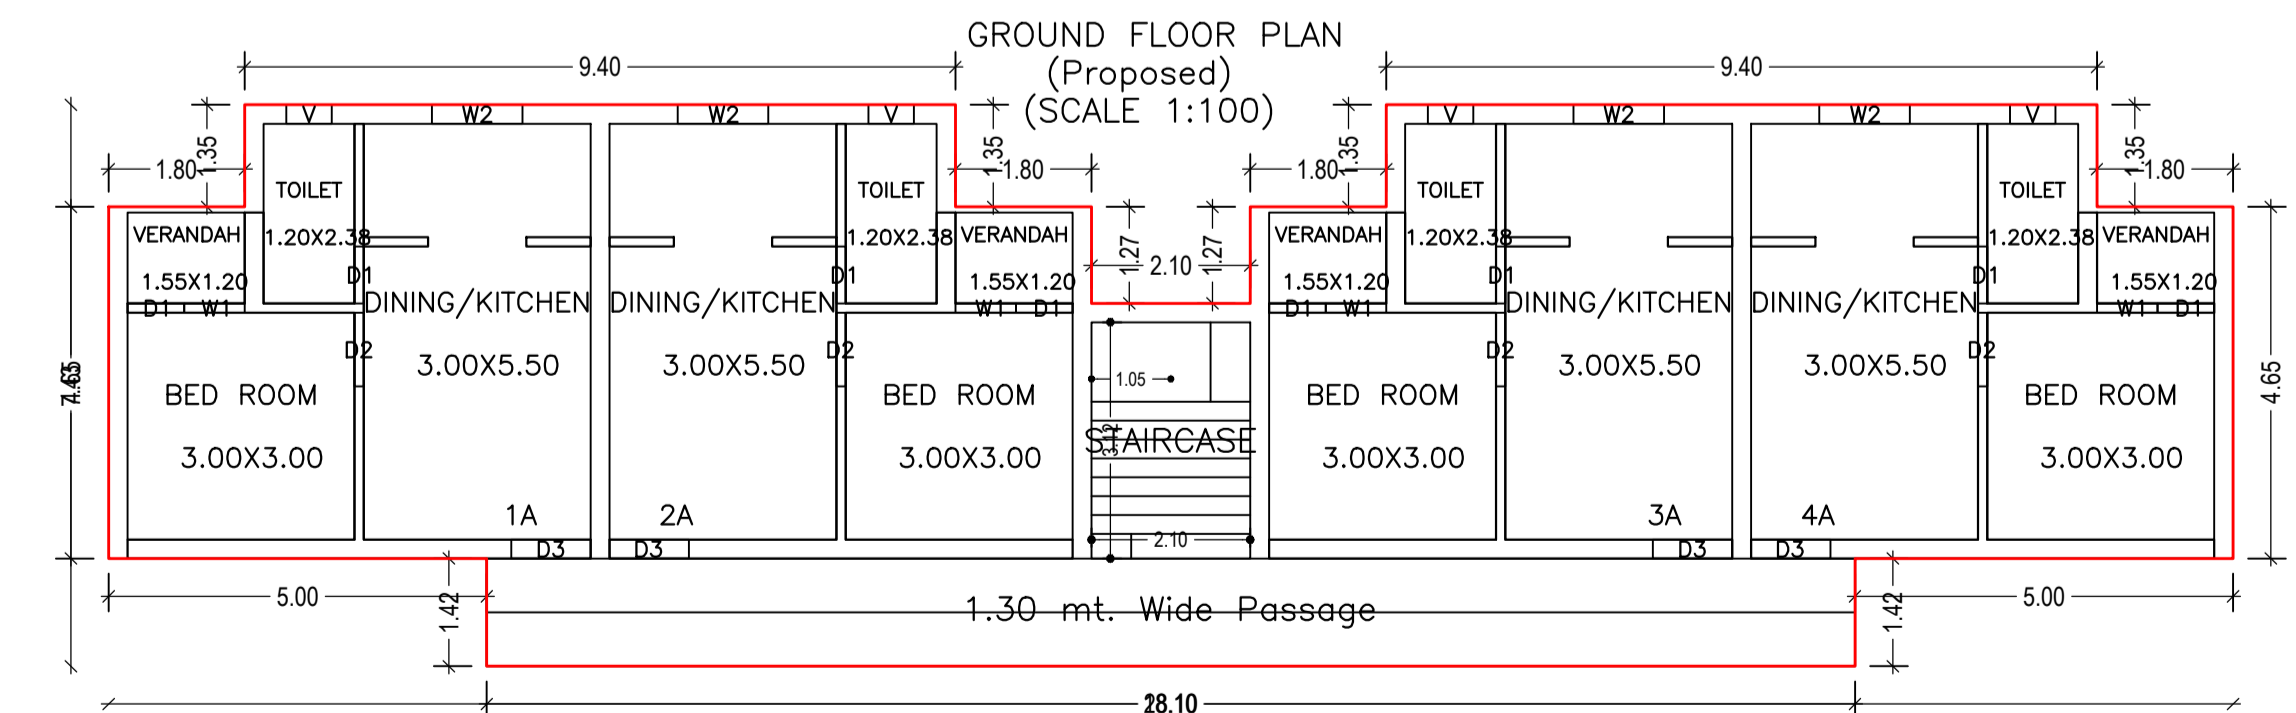 GROUND FLOOR PLAN
(Proposed)
(SCALE 1:100)
9.40
9.40
V
W2
W2
V
V
W2
W2
V
1.80
1.35
1.35
1.80
1.80
1.35
1.35
1.80
TOILET
TOILET
TOILET
TOILET
VERANDAH
1.20X2.38
1.20X2.38
VERANDAH
VERANDAH
1.20X2.38
1.20X2.38
VERANDAH
1.27
2.10
1.27
1.55X1.20
D1
D1
1.55X1.20
1.55X1.20
D1
D1
1.55X1.20
D1
W1
DINING/KITCHEN
DINING/KITCHEN
W1
D1
D1
W1
DINING/KITCHEN
DINING/KITCHEN
W1
D1
D2
D2
D2
D2
3.00X5.50
3.00X5.50
3.00X5.50
3.00X5.50
1.05
4.65
BED ROOM
BED ROOM
BED ROOM
BED ROOM
STAIRCASE
3.12
3.00X3.00
3.00X3.00
3.00X3.00
3.00X3.00
1A
2A
3A
4A
D3
D3
2.10
D3
D3
5.00
1.42
1.30 mt. Wide Passage
1.42
5.00